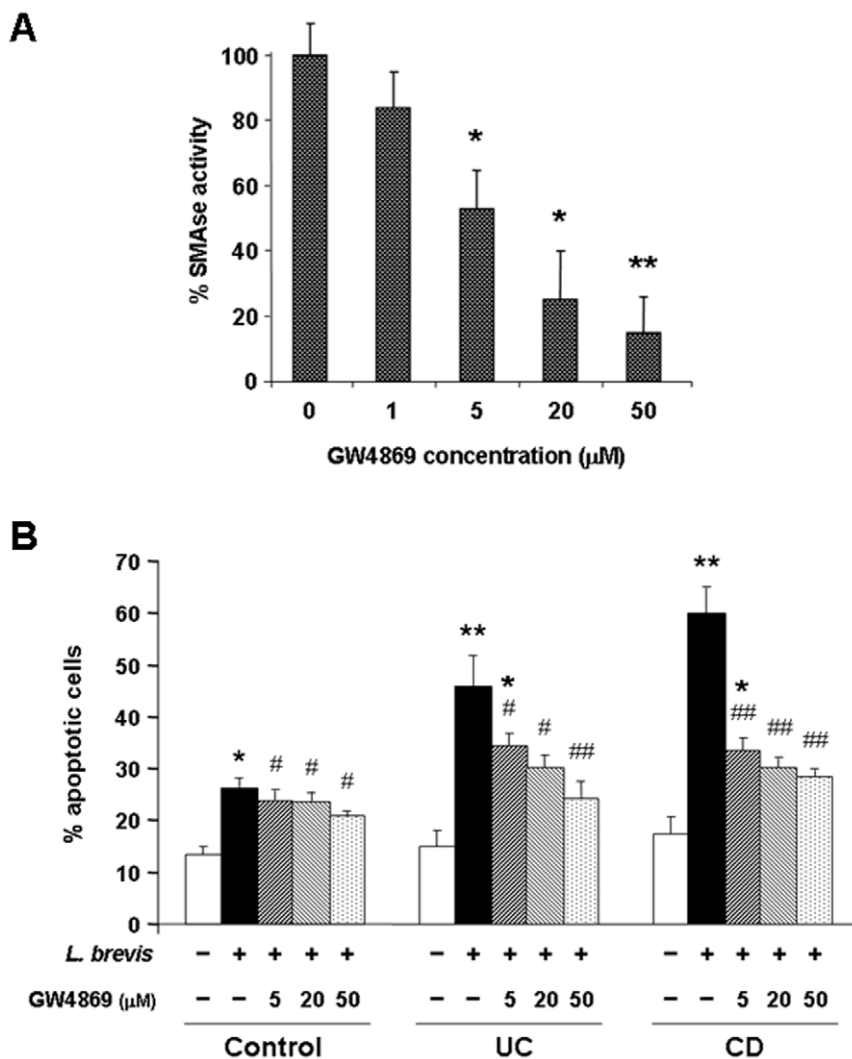 A
100
80
60
40
20
0
% SMAse activity
*
*
**
0 1 5 20 50
GW4869 concentration (µM)
B
70
60
50
40
30
20
10
0
% apoptotic cells
* # # #
** * # # ##
** * ## ## ##
L. brevis – + + + + – + + + + – + + + +
GW4869 (µM) – – 5 20 50 – – 5 20 50 – – 5 20 50
Control UC CD